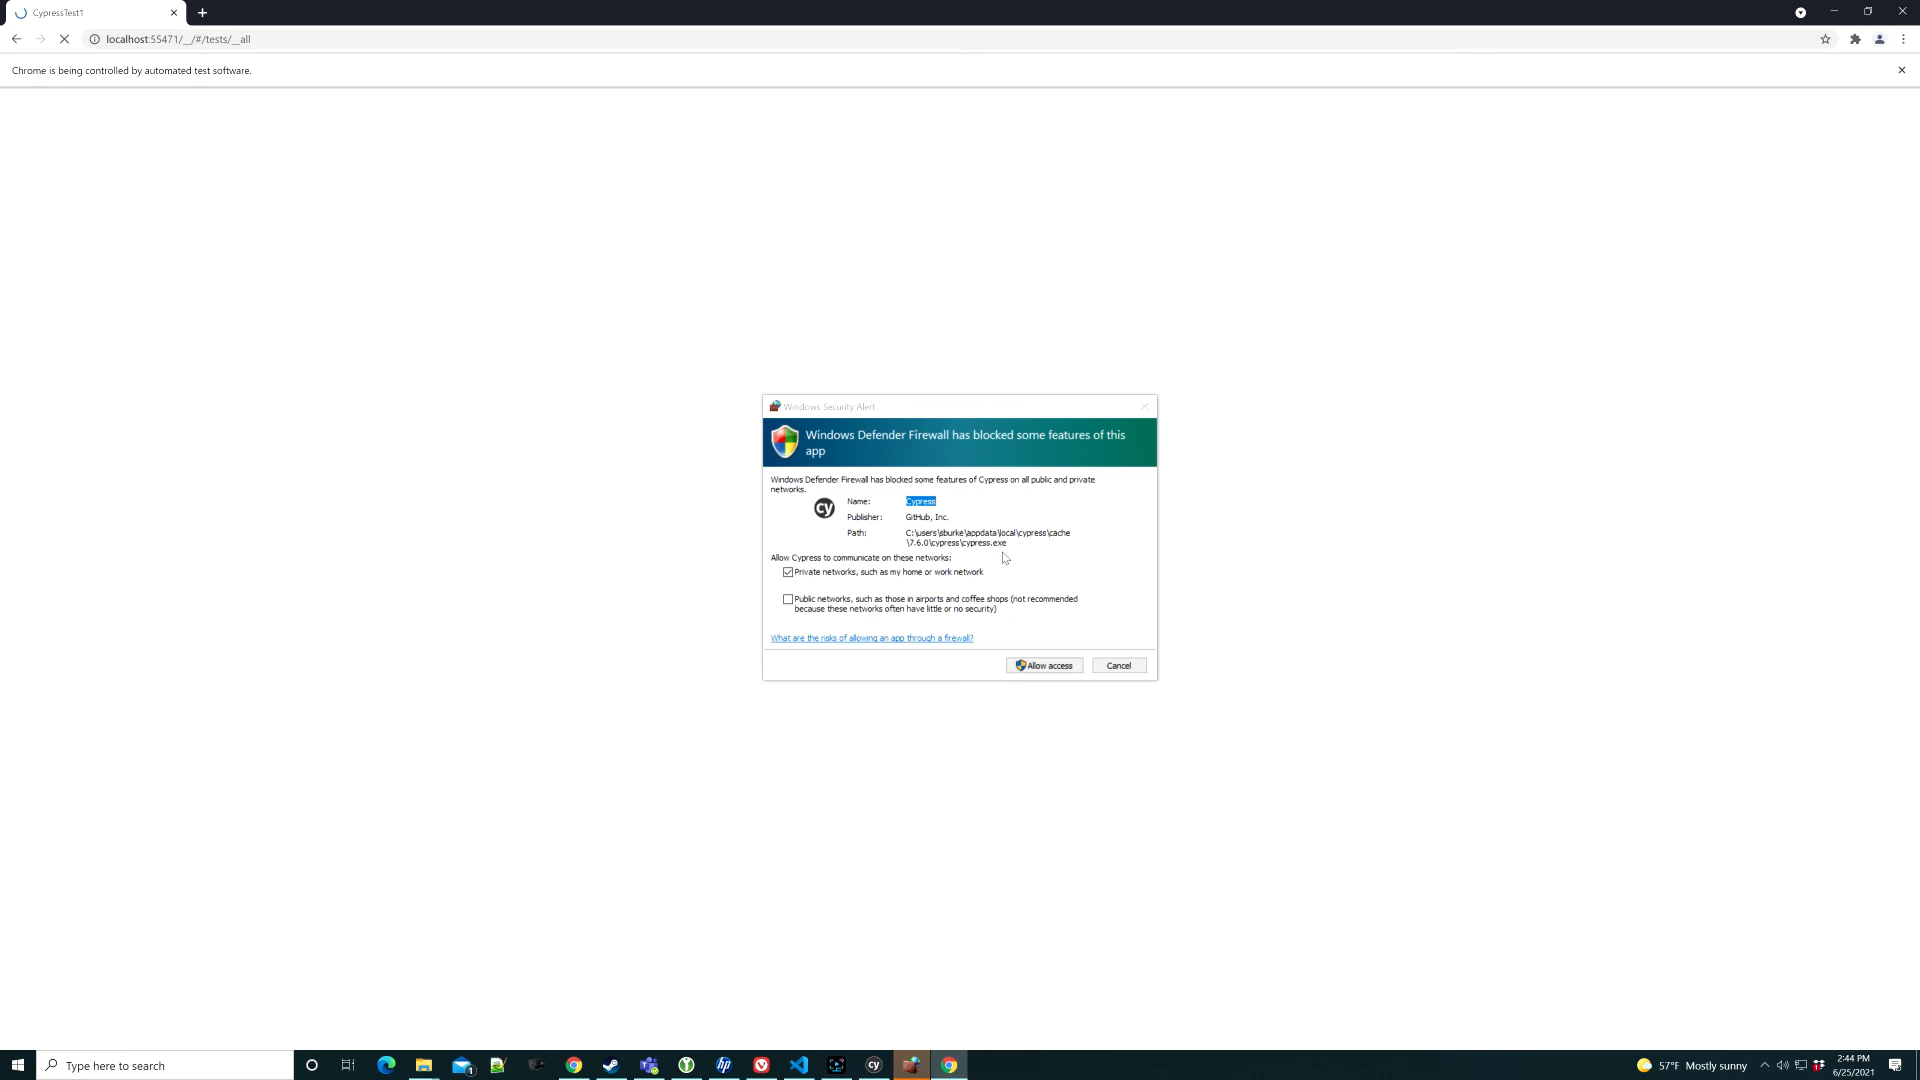 CypressTest1
localhost:55471/__/#/tests/__all
Chrome is being controlled by automated test software.
Windows Security Alert
Windows Defender Firewall has blocked some features of this
app
Windows Defender Firewall has blocked some features of Cypress on all public and private
networks.
cy
Name: Cypress
Publisher: GitHub, Inc.
Path: C:\users\sburke\appdata\local\cypress\cache
\7.6.0\cypress\cypress.exe
Allow Cypress to communicate on these networks:
Private networks, such as my home or work network
Public networks, such as those in airports and coffee shops (not recommended
because these networks often have little or no security)
What are the risks of allowing an app through a firewall?
Allow access
Cancel
Type here to search
1
hp
cy
57°F Mostly sunny
2:44 PM
6/25/2021